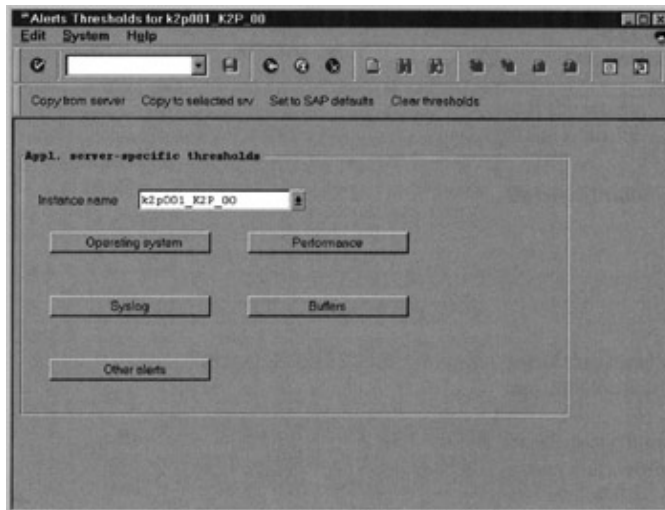 Alerts Thresholds for k2p001_K2P_00
Edit System Help
Copy from server Copy to selected srv Set to SAP defaults Clear thresholds
Appl. server-specific thresholds
Instance name k2p001_K2P_00
Operating system Performance
Syslog Buffers
Other alerts